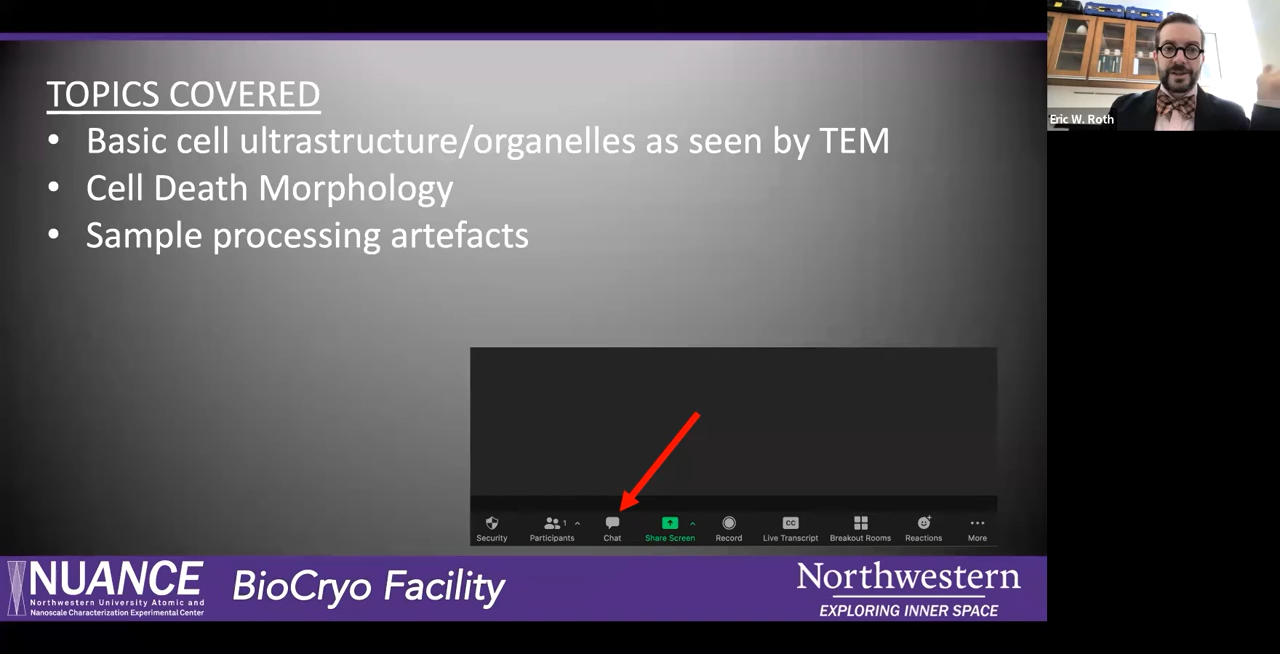 TOPICS COVERED
• Basic cell ultrastructure/organelles as seen by TEM
• Cell Death Morphology
• Sample processing artefacts
Eric W. Roth
Security Participants 1 Chat Share Screen Record CC Live Transcript Breakout Rooms Reactions More
NUANCE
Northwestern University Atomic and
Nanoscale Characterization Experimental Center
BioCryo Facility
Northwestern
EXPLORING INNER SPACE